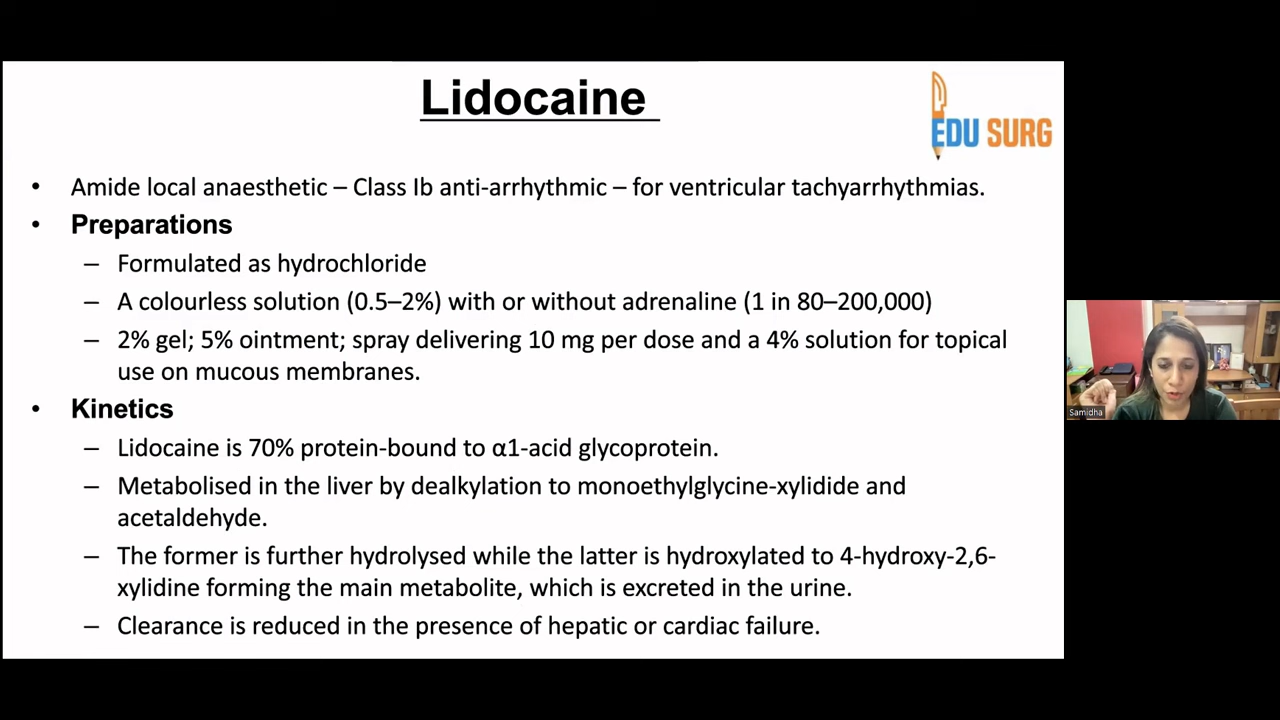 Lidocaine
EDU SURG
• Amide local anaesthetic – Class Ib anti-arrhythmic – for ventricular tachyarrhythmias.
• Preparations
– Formulated as hydrochloride
– A colourless solution (0.5–2%) with or without adrenaline (1 in 80–200,000)
– 2% gel; 5% ointment; spray delivering 10 mg per dose and a 4% solution for topical
use on mucous membranes.
• Kinetics
– Lidocaine is 70% protein-bound to α1-acid glycoprotein.
– Metabolised in the liver by dealkylation to monoethylglycine-xylidide and
acetaldehyde.
– The former is further hydrolysed while the latter is hydroxylated to 4-hydroxy-2,6-
xylidine forming the main metabolite, which is excreted in the urine.
– Clearance is reduced in the presence of hepatic or cardiac failure.
Samidha